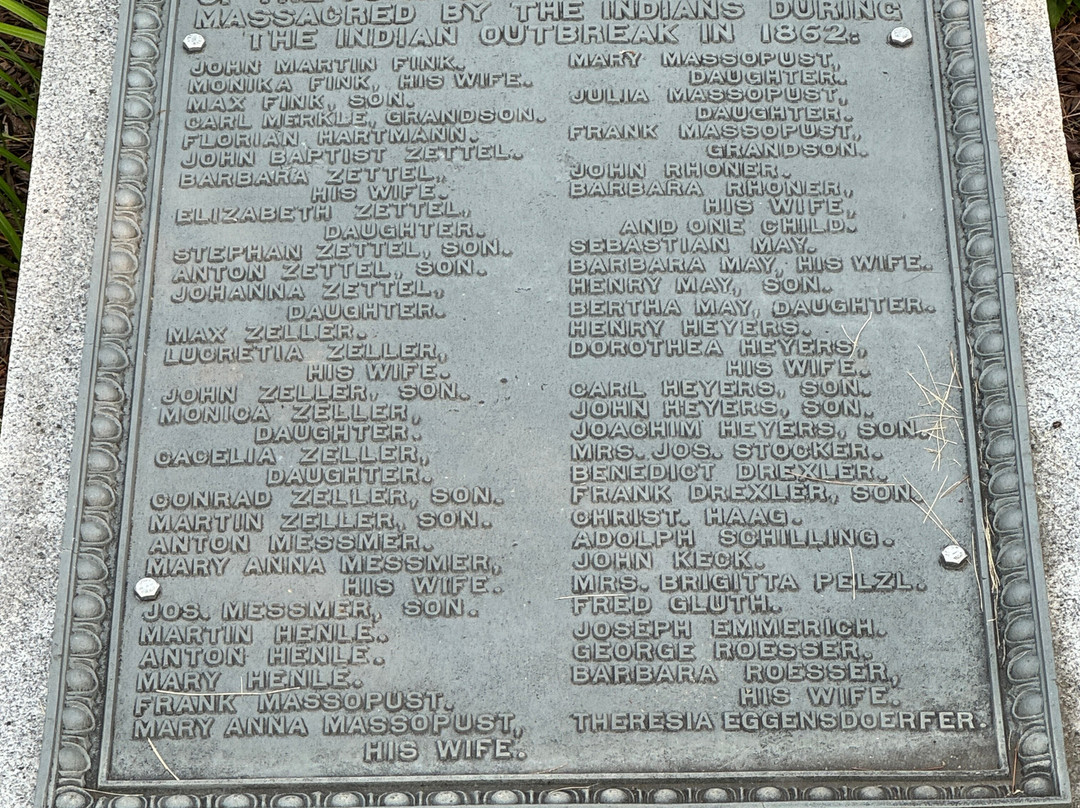 OF THE
MASSACRED BY THE INDIANS DURING
THE INDIAN OUTBREAK IN 1862:
JOHN MARTIN FINK.
MONIKA FINK, HIS WIFE.
MAX FINK, SON.
CARL MERKLE, GRANDSON.
FLORIAN HARTMANN.
JOHN BAPTIST ZETTEL.
BARBARA ZETTEL,
HIS WIFE.
ELIZABETH ZETTEL,
DAUGHTER.
STEPHAN ZETTEL, SON.
ANTON ZETTEL, SON.
JOHANNA ZETTEL,
DAUGHTER.
MAX ZELLER.
LUCRETIA ZELLER,
HIS WIFE.
JOHN ZELLER, SON.
MONICA ZELLER,
DAUGHTER.
CACELIA ZELLER,
DAUGHTER.
CONRAD ZELLER, SON.
MARTIN ZELLER, SON.
ANTON MESSMER.
MARY ANNA MESSMER,
HIS WIFE.
JOS. MESSMER, SON.
MARTIN HENLE.
ANTON HENLE.
MARY HENLE.
FRANK MASSOPUST.
MARY ANNA MASSOPUST,
HIS WIFE.
MARY MASSOPUST,
DAUGHTER.
JULIA MASSOPUST,
DAUGHTER.
FRANK MASSOPUST,
GRANDSON.
JOHN RHONER.
BARBARA RHONER,
HIS WIFE,
AND ONE CHILD.
SEBASTIAN MAY.
BARBARA MAY, HIS WIFE.
HENRY MAY, SON.
BERTHA MAY, DAUGHTER.
HENRY HEYERS.
DOROTHEA HEYERS,
HIS WIFE.
CARL HEYERS, SON.
JOHN HEYERS, SON.
JOACHIM HEYERS, SON.
MRS. JOS. STOCKER.
BENEDICT DREXLER.
FRANK DREXLER, SON.
CHRIST. HAAG.
ADOLPH SCHILLING.
JOHN KECK.
MRS. BRIGITTA PELZL.
FRED GLUTH.
JOSEPH EMMERICH.
GEORGE ROESSER.
BARBARA ROESSER,
HIS WIFE.
THERESIA EGGENSDOERFER.